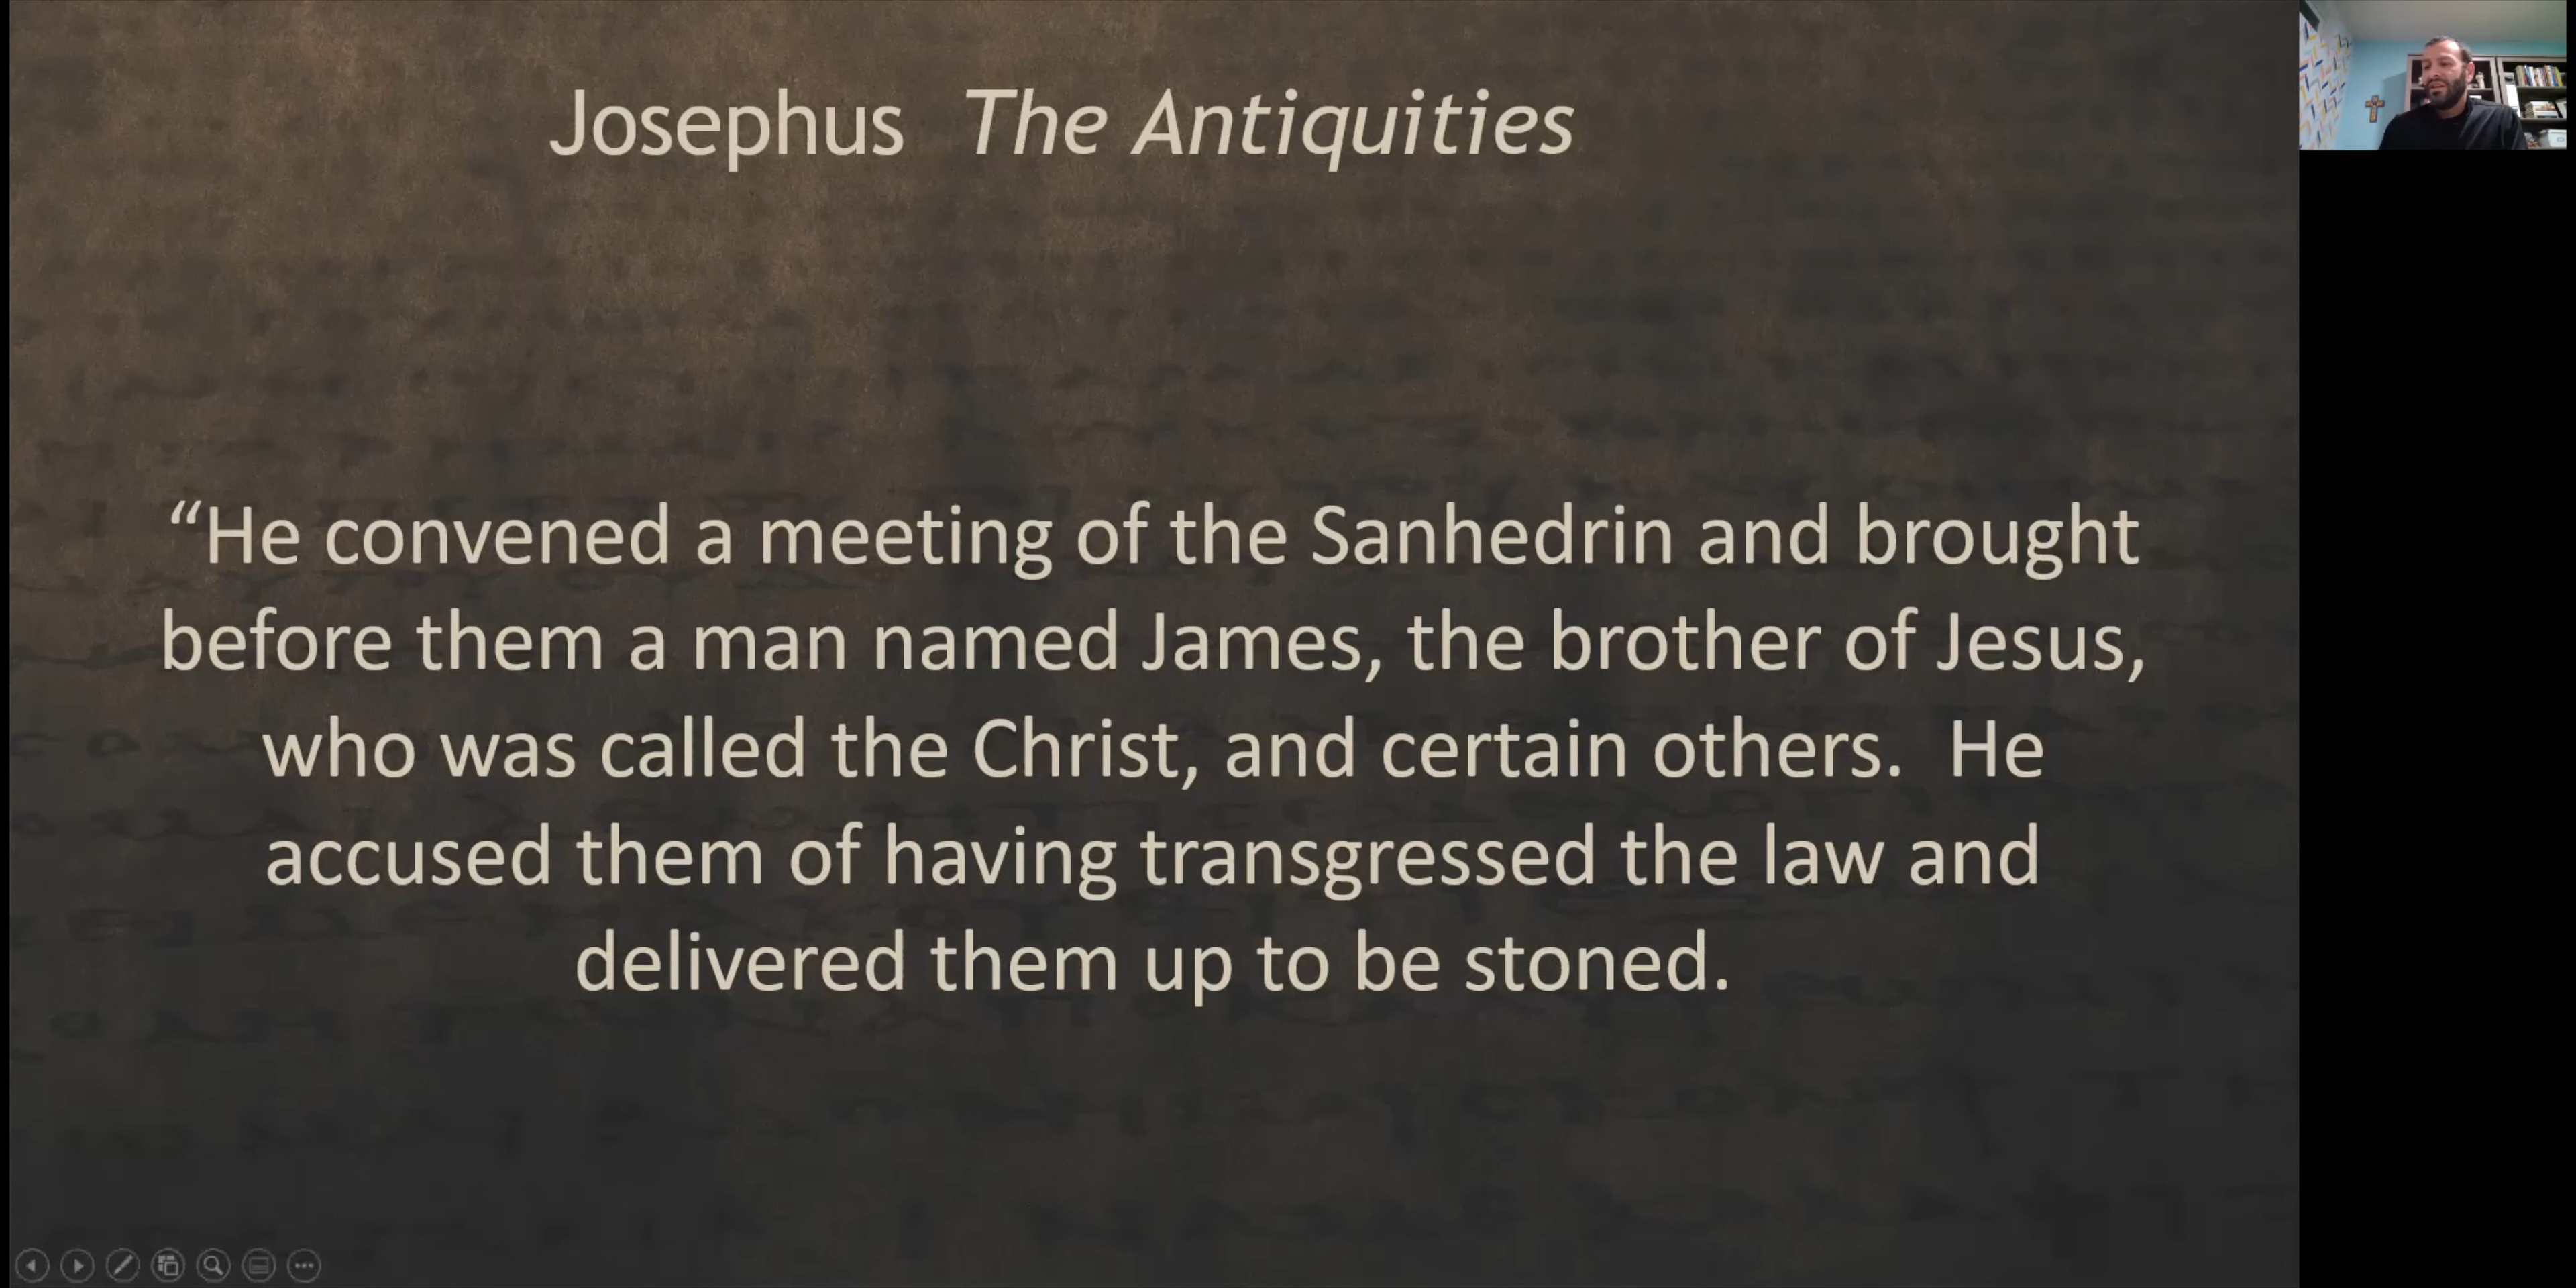 Josephus The Antiquities
“He convened a meeting of the Sanhedrin and brought
before them a man named James, the brother of Jesus,
who was called the Christ, and certain others. He
accused them of having transgressed the law and
delivered them up to be stoned.